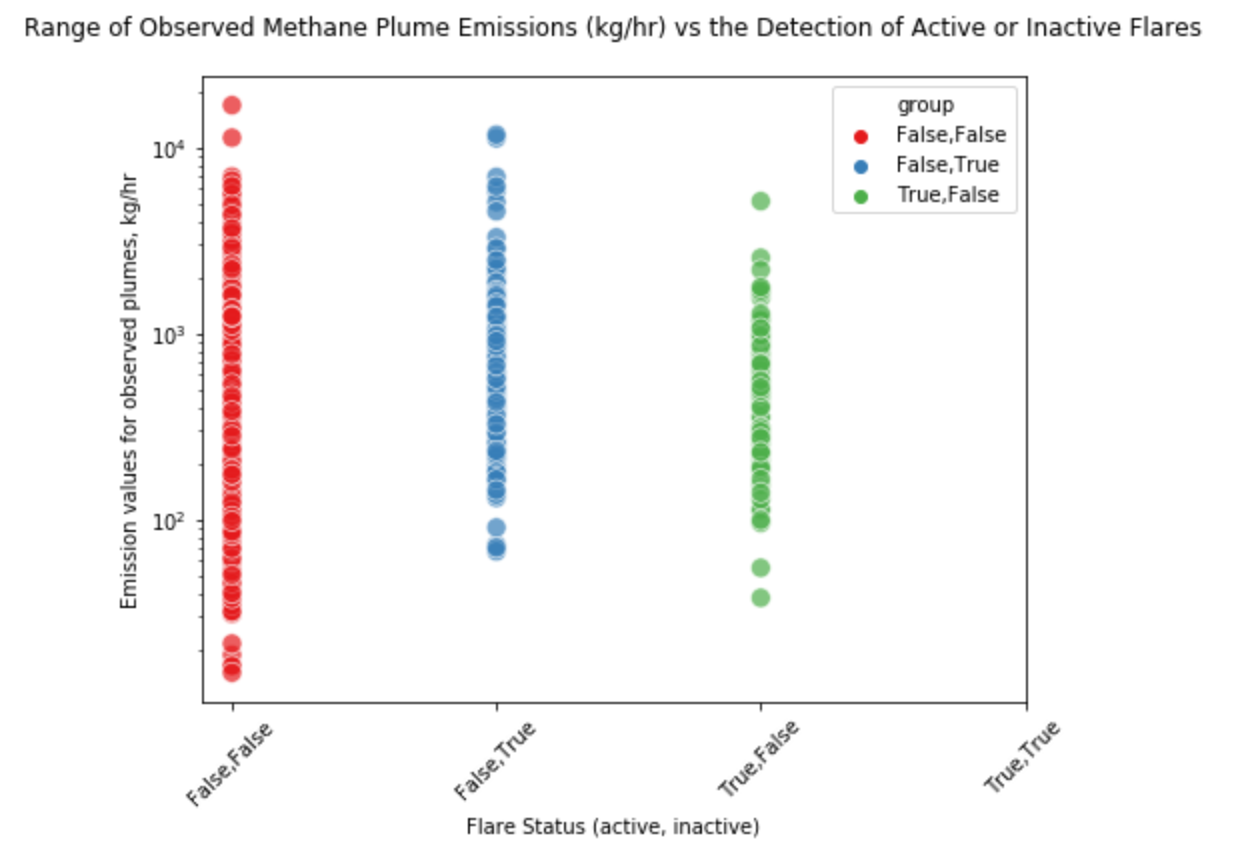 Range of Observed Methane Plume Emissions (kg/hr) vs the Detection of Active or Inactive Flares
group
False,False
False,True
True,False
Emission values for observed plumes, kg/hr
10⁴
10³
10²
False,False
False,True
True,False
True,True
Flare Status (active, inactive)